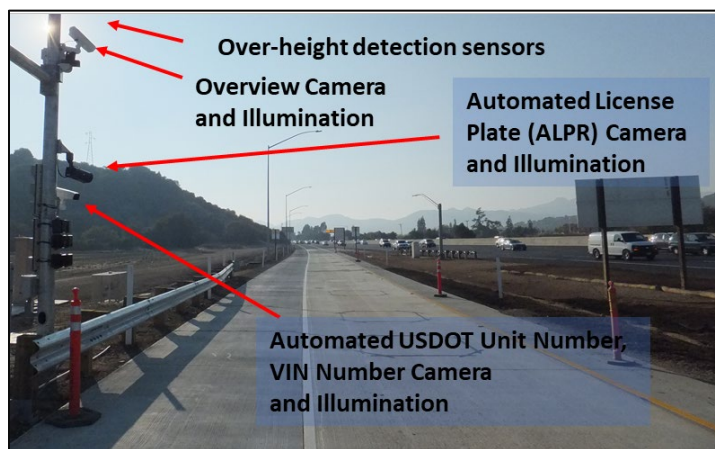 Over-height detection sensors
Overview Camera
and Illumination
Automated License
Plate (ALPR) Camera
and Illumination
Automated USDOT Unit Number,
VIN Number Camera
and Illumination